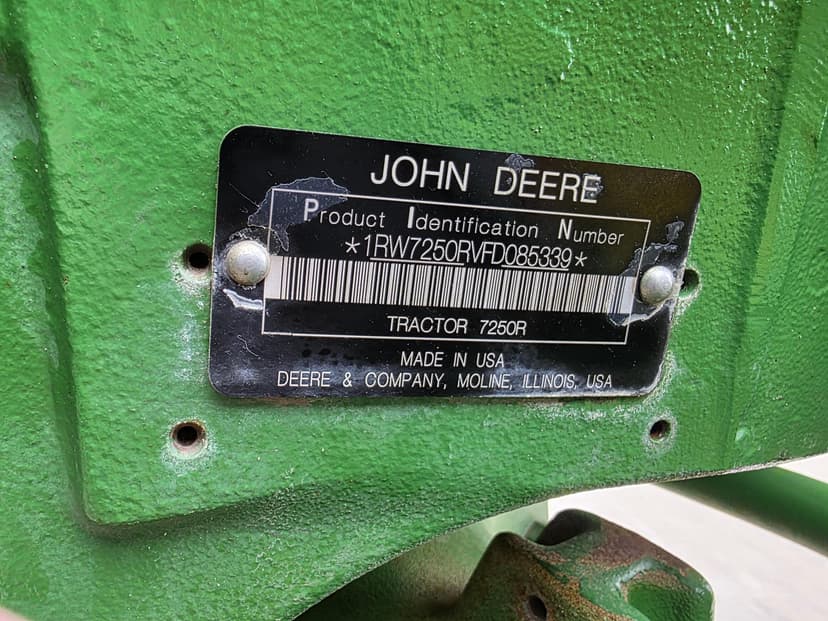 JOHN DEERE
Product Identification Number
*1RW7250RVFD085339*
TRACTOR 7250R
MADE IN USA
DEERE & COMPANY, MOLINE, ILLINOIS, USA